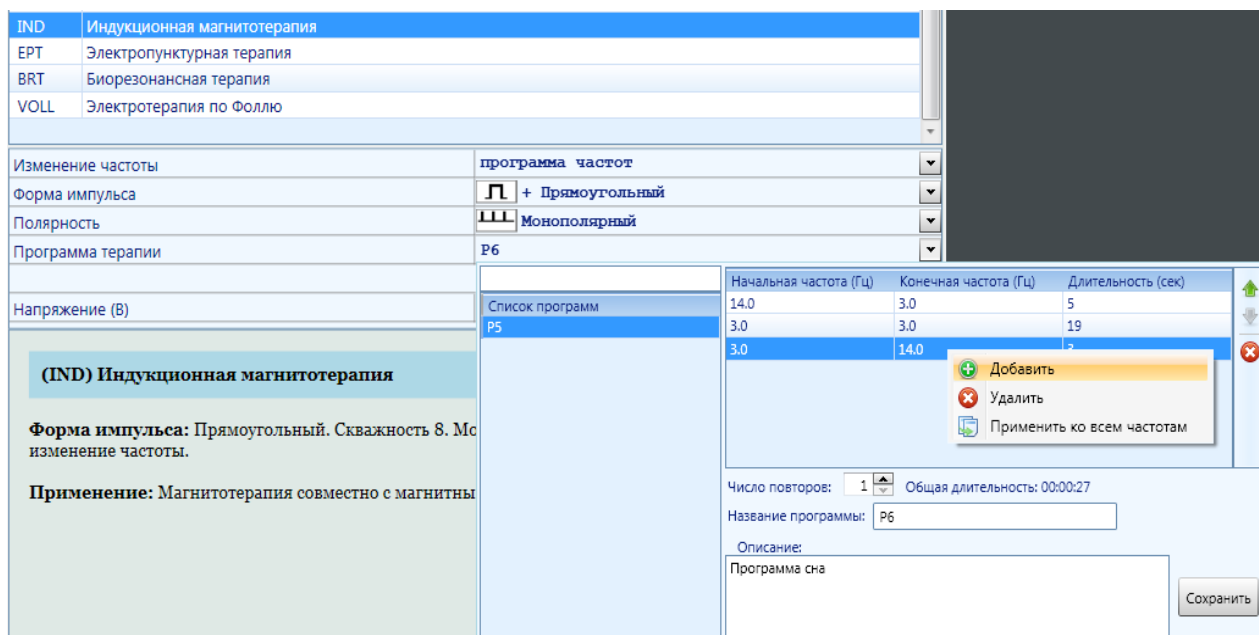 IND Индукционная магнитотерапия
EPT Электропунктурная терапия
BRT Биорезонансная терапия
VOLL Электротерапия по Фоллю
Изменение частоты программа частот
Форма импульса + Прямоугольный
Полярность Монополярный
Программа терапии P6
Напряжение (В)
Список программ
P5
Начальная частота (Гц) Конечная частота (Гц) Длительность (сек)
14.0 3.0 5
3.0 3.0 19
3.0 14.0 3
Добавить
Удалить
Применить ко всем частотам
(IND) Индукционная магнитотерапия
Форма импульса: Прямоугольный. Скважность 8. Мо
изменение частоты.
Применение: Магнитотерапия совместно с магнитны
Число повторов: 1 Общая длительность: 00:00:27
Название программы: P6
Описание:
Программа сна
Сохранить